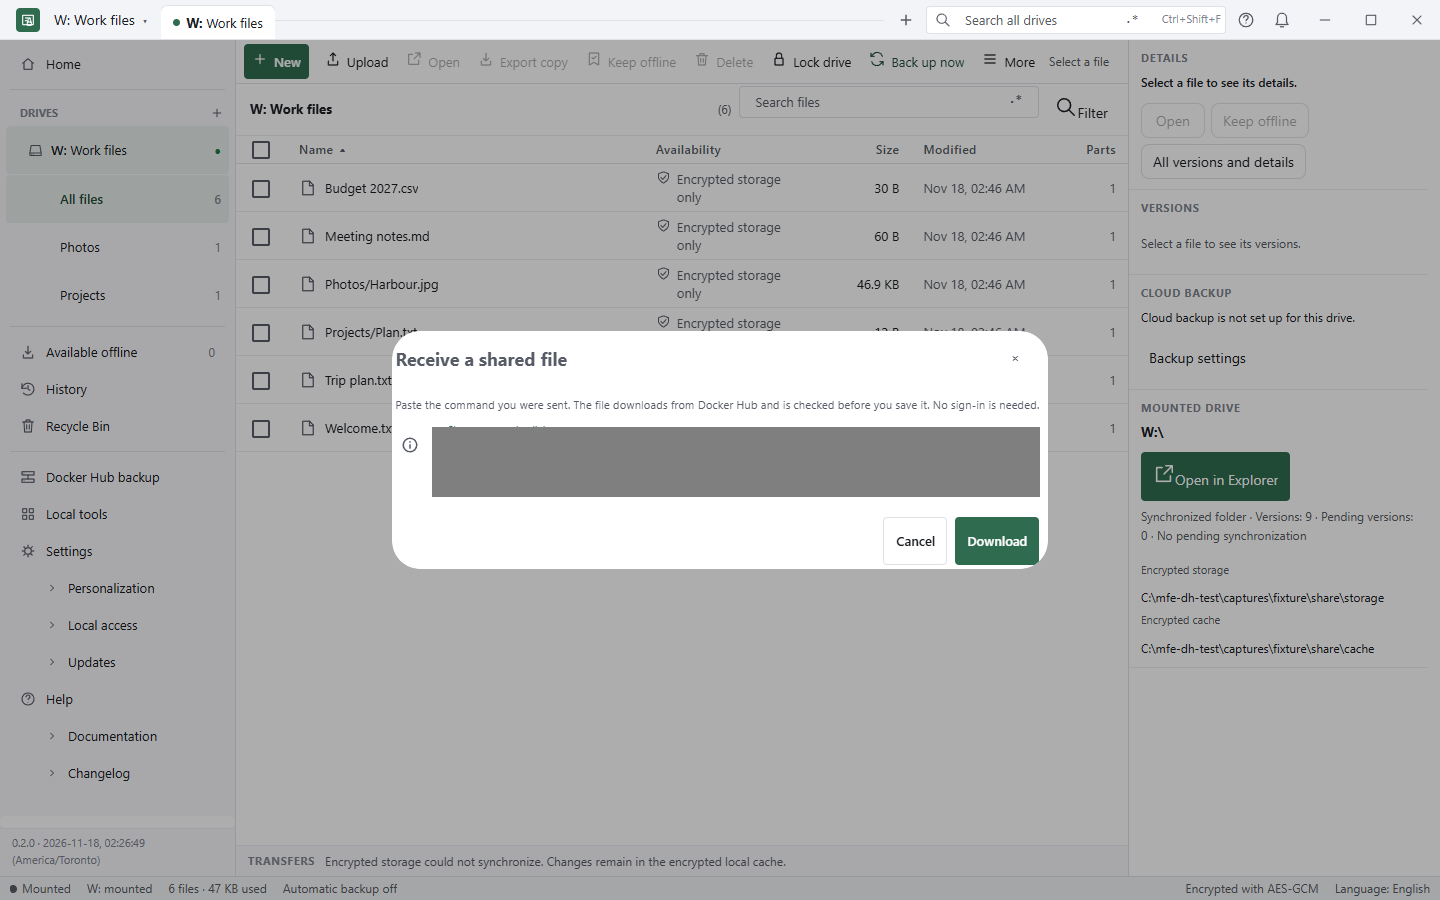 W: Work files
W: Work files
Search all drives
.*
Ctrl+Shift+F
Home
DRIVES
W: Work files
All files 6
Photos 1
Projects 1
Available offline 0
History
Recycle Bin
Docker Hub backup
Local tools
Settings
Personalization
Local access
Updates
Help
Documentation
Changelog
0.2.0 · 2026-11-18, 02:26:49
(America/Toronto)
New
Upload
Open
Export copy
Keep offline
Delete
Lock drive
Back up now
More
Select a file
W: Work files
(6)
Search files
.*
Filter
Name Availability Size Modified Parts
Budget 2027.csv Encrypted storage only 30 B Nov 18, 02:46 AM 1
Meeting notes.md Encrypted storage only 60 B Nov 18, 02:46 AM 1
Photos/Harbour.jpg Encrypted storage only 46.9 KB Nov 18, 02:46 AM 1
Projects/Plan.txt Encrypted storage
Trip plan.txt 1
Welcome.tx 1
Receive a shared file
Paste the command you were sent. The file downloads from Docker Hub and is checked before you save it. No sign-in is needed.
Cancel
Download
TRANSFERS Encrypted storage could not synchronize. Changes remain in the encrypted local cache.
DETAILS
Select a file to see its details.
Open
Keep offline
All versions and details
VERSIONS
Select a file to see its versions.
CLOUD BACKUP
Cloud backup is not set up for this drive.
Backup settings
MOUNTED DRIVE
W:\
Open in Explorer
Synchronized folder · Versions: 9 · Pending versions:
0 · No pending synchronization
Encrypted storage
C:\mfe-dh-test\captures\fixture\share\storage
Encrypted cache
C:\mfe-dh-test\captures\fixture\share\cache
Mounted
W: mounted
6 files · 47 KB used
Automatic backup off
Encrypted with AES-GCM
Language: English